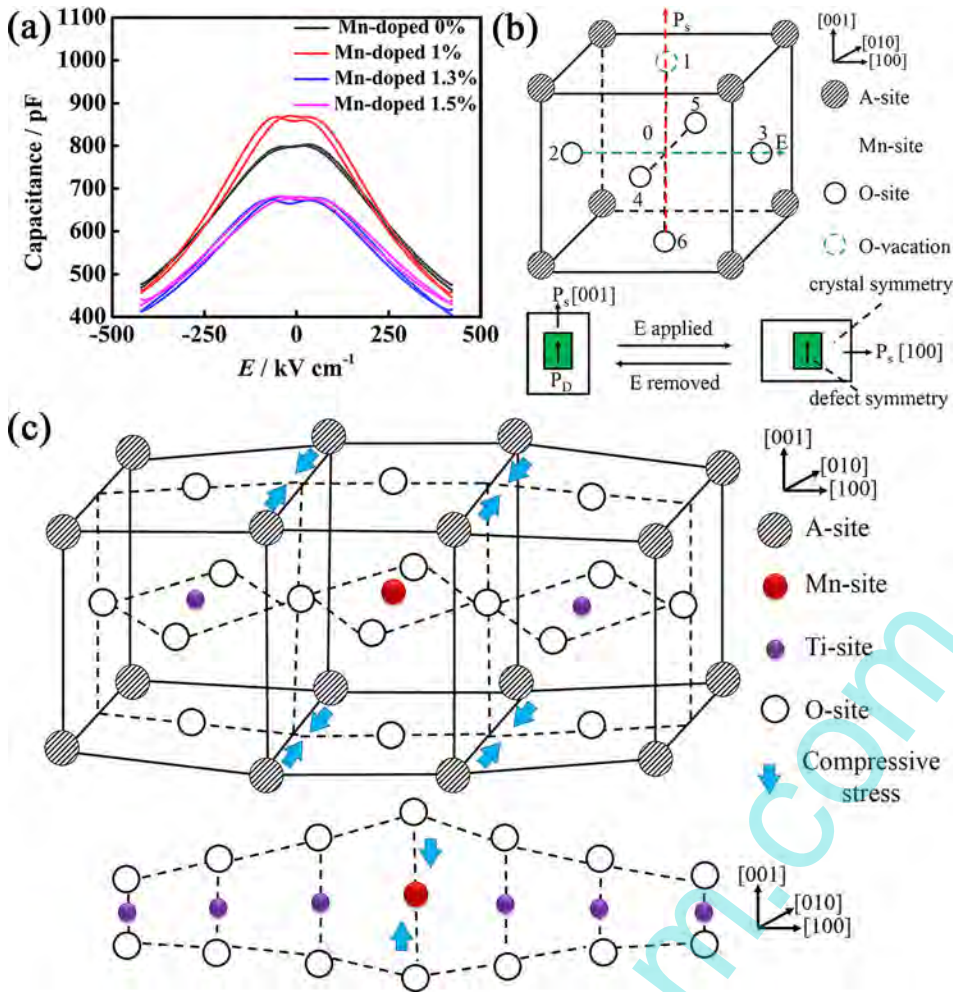 (a)
Mn-doped 0%
Mn-doped 1%
Mn-doped 1.3%
Mn-doped 1.5%
Capacitance / pF
1100
1000
900
800
700
600
500
400
−500
−250
0
250
500
E / kV cm⁻¹
(b)
Ps
1
5
0
2
3
E
4
6
[001]
[010]
[100]
A-site
Mn-site
O-site
O-vacation
crystal symmetry
Ps[001]
PD
E applied
E removed
Ps [100]
defect symmetry
(c)
[001]
[010]
[100]
A-site
Mn-site
Ti-site
O-site
Compressive
stress
[001]
[010]
[100]
m.com